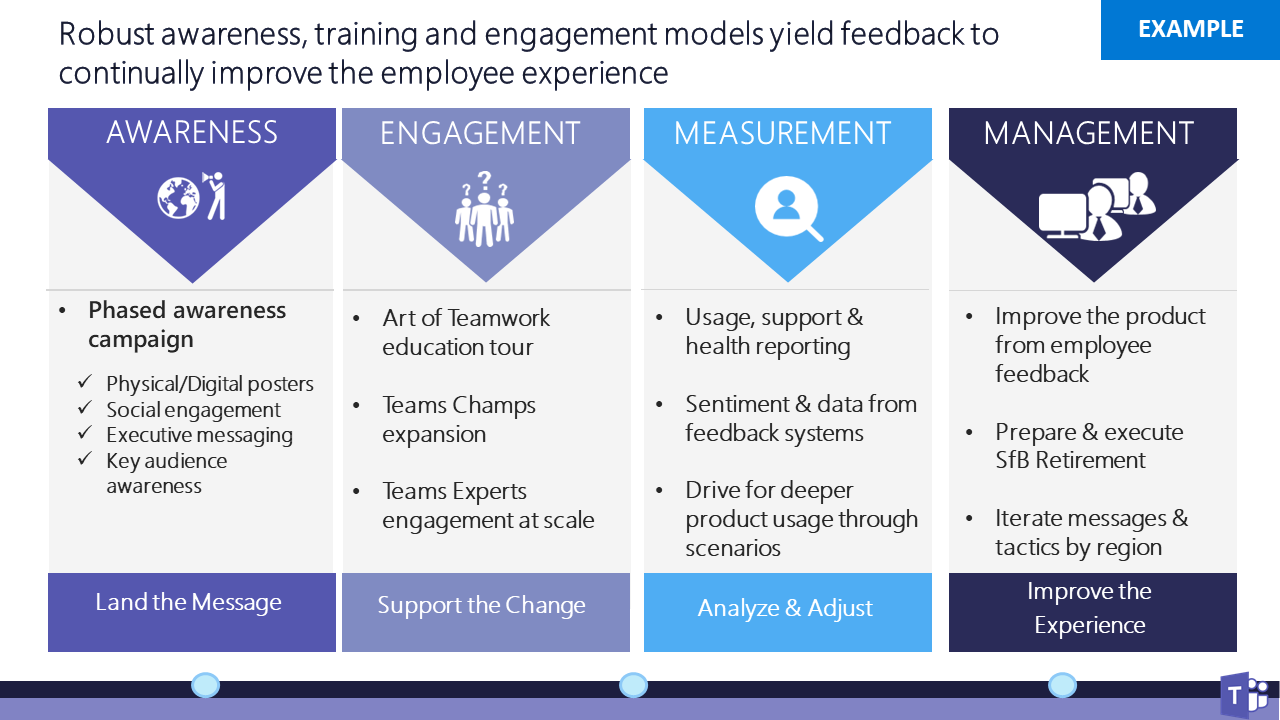 Robust awareness, training and engagement models yield feedback to
continually improve the employee experience
EXAMPLE
AWARENESS
• Phased awareness
campaign
✓ Physical/Digital posters
✓ Social engagement
✓ Executive messaging
✓ Key audience
awareness
Land the Message
ENGAGEMENT
? ? ?
• Art of Teamwork
education tour
• Teams Champs
expansion
• Teams Experts
engagement at scale
Support the Change
MEASUREMENT
• Usage, support &
health reporting
• Sentiment & data from
feedback systems
• Drive for deeper
product usage through
scenarios
Analyze & Adjust
MANAGEMENT
• Improve the product
from employee
feedback
• Prepare & execute
SfB Retirement
• Iterate messages &
tactics by region
Improve the
Experience
T